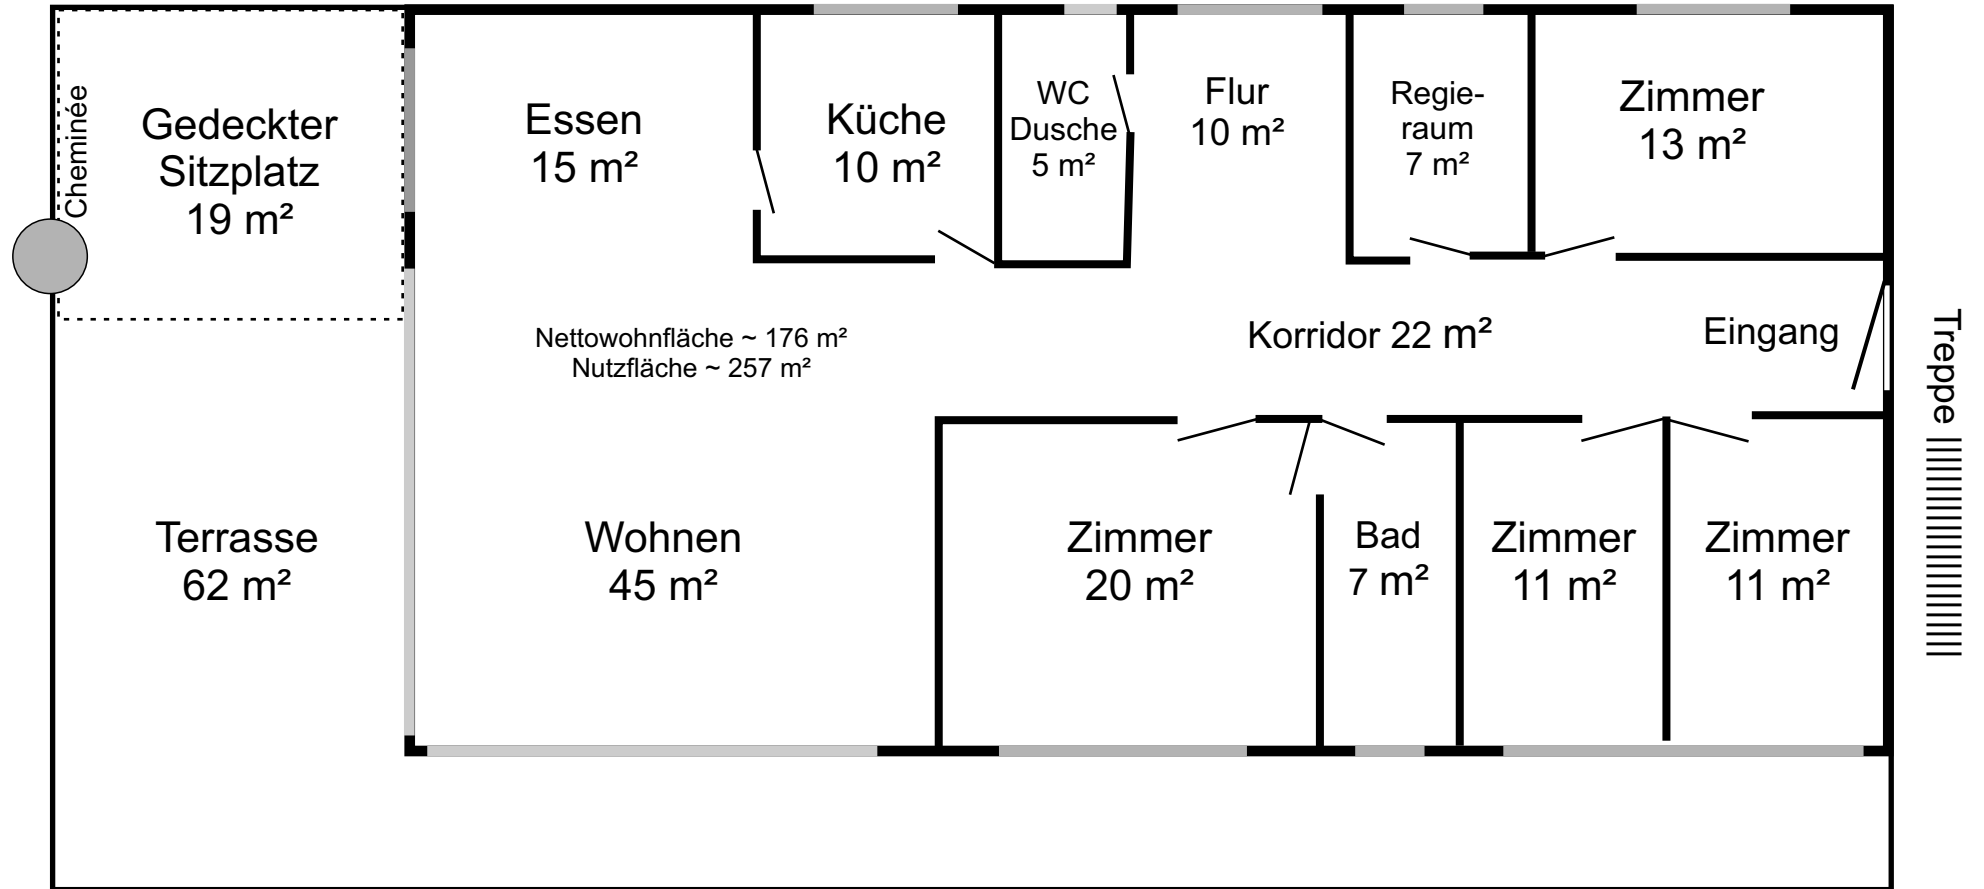 Cheminée
Gedeckter
Sitzplatz
19 m²
Essen
15 m²
Küche
10 m²
WC
Dusche
5 m²
Flur
10 m²
Regie-
raum
7 m²
Zimmer
13 m²
Nettowohnfläche ~ 176 m²
Nutzfläche ~ 257 m²
Korridor 22 m²
Eingang
Treppe
Terrasse
62 m²
Wohnen
45 m²
Zimmer
20 m²
Bad
7 m²
Zimmer
11 m²
Zimmer
11 m²